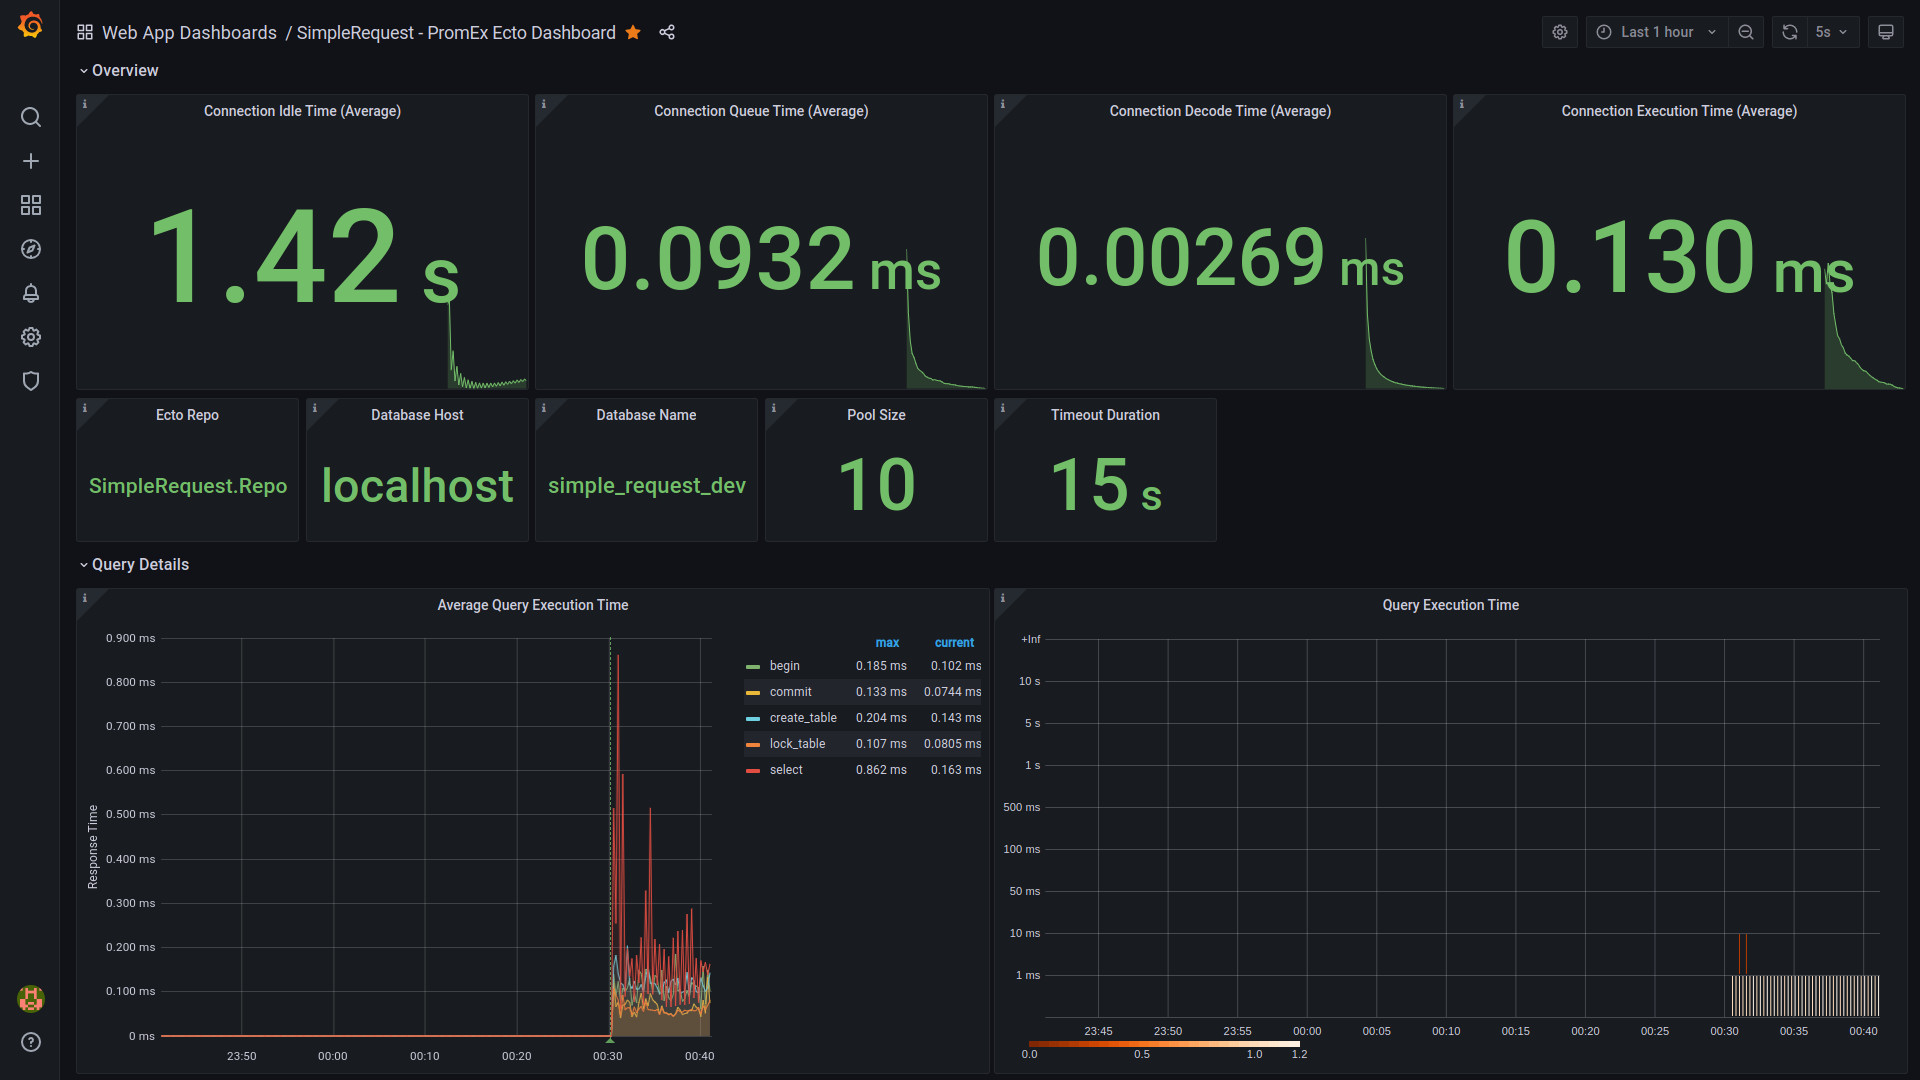 Web App Dashboards / SimpleRequest - PromEx Ecto Dashboard
Last 1 hour
5s
Overview
Connection Idle Time (Average)
1.42 s
Connection Queue Time (Average)
0.0932 ms
Connection Decode Time (Average)
0.00269 ms
Connection Execution Time (Average)
0.130 ms
Ecto Repo
SimpleRequest.Repo
Database Host
localhost
Database Name
simple_request_dev
Pool Size
10
Timeout Duration
15 s
Query Details
Average Query Execution Time
Response Time
0.900 ms
0.800 ms
0.700 ms
0.600 ms
0.500 ms
0.400 ms
0.300 ms
0.200 ms
0.100 ms
0 ms
23:50 00:00 00:10 00:20 00:30 00:40
max current
begin 0.185 ms 0.102 ms
commit 0.133 ms 0.0744 ms
create_table 0.204 ms 0.143 ms
lock_table 0.107 ms 0.0805 ms
select 0.862 ms 0.163 ms
Query Execution Time
+Inf
10 s
5 s
1 s
500 ms
100 ms
50 ms
10 ms
1 ms
23:45 23:50 23:55 00:00 00:05 00:10 00:15 00:20 00:25 00:30 00:35 00:40
0.0 0.5 1.0 1.2